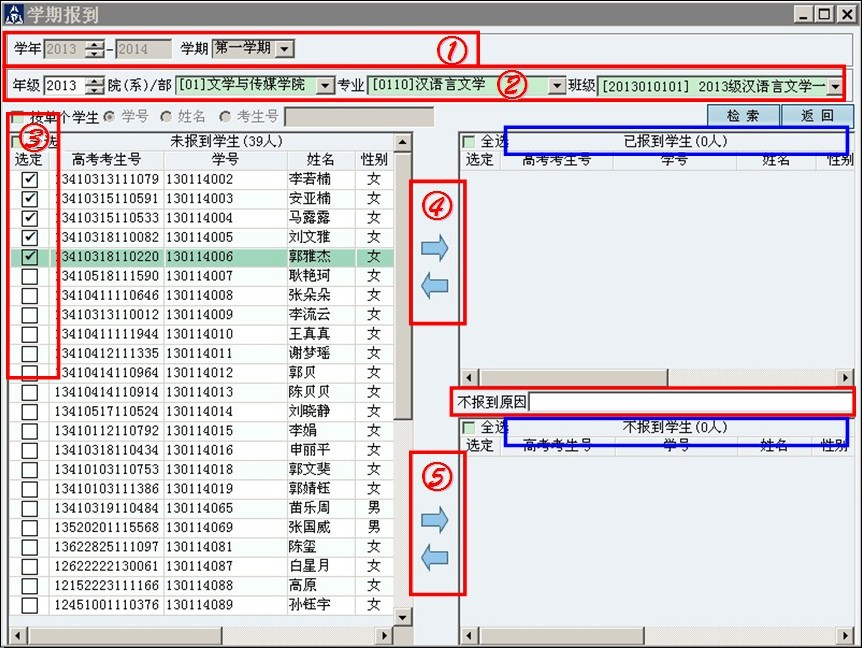 学期报到
学年 2013 - 2014 学期 第一学期 ①
年级 2013 院(系)/部 [01]文学与传媒学院 专业 [0110]汉语言文学 ② 班级 [2013010101] 2013级汉语言文学一
按单个学生 学号 姓名 考生号 检 索 返 回
③ 选 未报到学生(39人)
选定 高考考生号 学号 姓名 性别
13410313111079 130114002 李若楠 女
13410315110591 130114003 安亚楠 女
13410315110533 130114004 马露露 女
13410318110082 130114005 刘文雅 女
13410318110220 130114006 郭雅杰 女
13410518111590 130114007 耿艳珂 女
13410411110646 130114008 张朵朵 女
13410313110012 130114009 李流云 女
13410411111944 130114010 王真真 女
13410412111335 130114011 谢梦瑶 女
13410414110964 130114012 郭贝 女
13410414110914 130114013 陈贝贝 女
13410517110524 130114014 刘晓静 女
13410112110792 130114015 李娟 女
13410318110434 130114016 申丽平 女
13410103110753 130114018 郭文斐 女
13410103111386 130114019 郭婧钰 女
13410319110484 130114065 苗乐周 男
13520201115568 130114069 张国威 男
13622825111097 130114081 陈玺 女
12622222130061 130114087 白星月 女
12152223111166 130114088 高原 女
12451001110376 130114089 孙钰宇 女
④
⑤
全选 已报到学生(0人)
选定 高考考生号 学号 姓名 性别
不报到原因
全选 不报到学生(0人)
选定 高考考生号 学号 姓名 性别